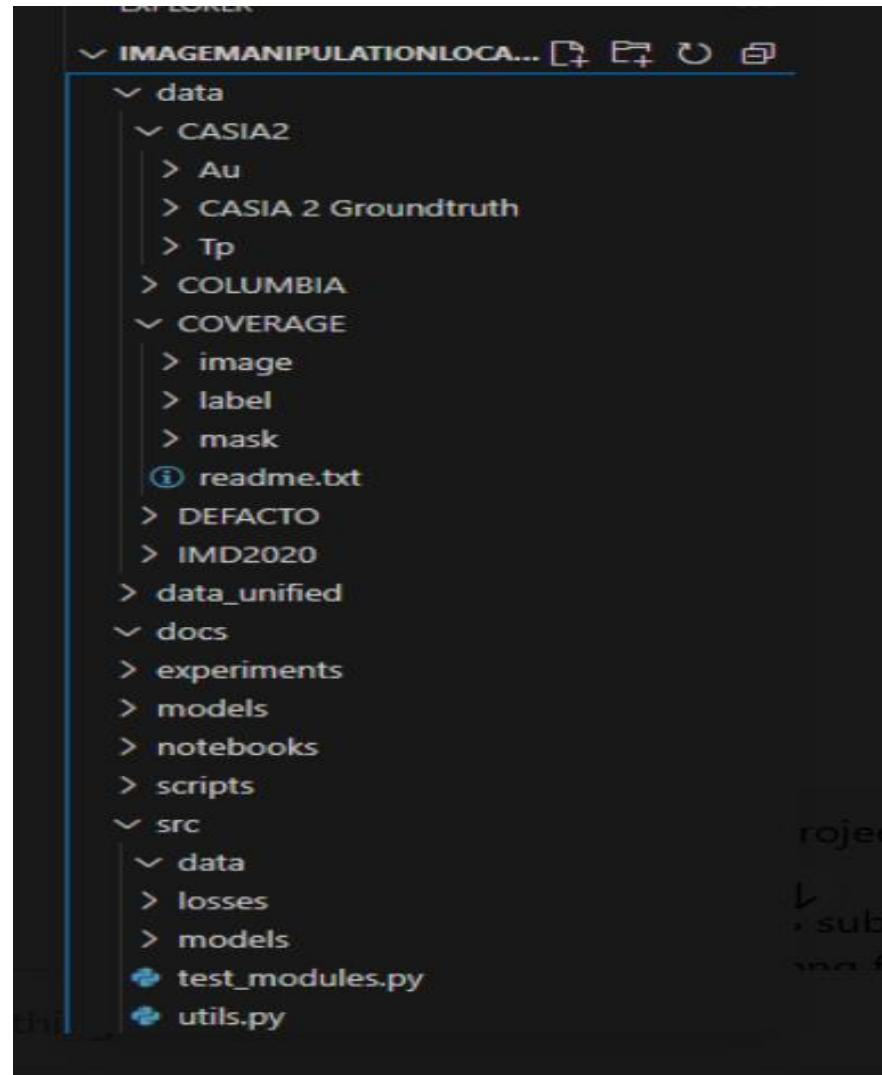 IMAGEMANIPULATIONLOCA...
data
CASIA2
Au
CASIA 2 Groundtruth
Tp
COLUMBIA
COVERAGE
image
label
mask
readme.txt
DEFACTO
IMD2020
data_unified
docs
experiments
models
notebooks
scripts
src
data
losses
models
test_modules.py
utils.py